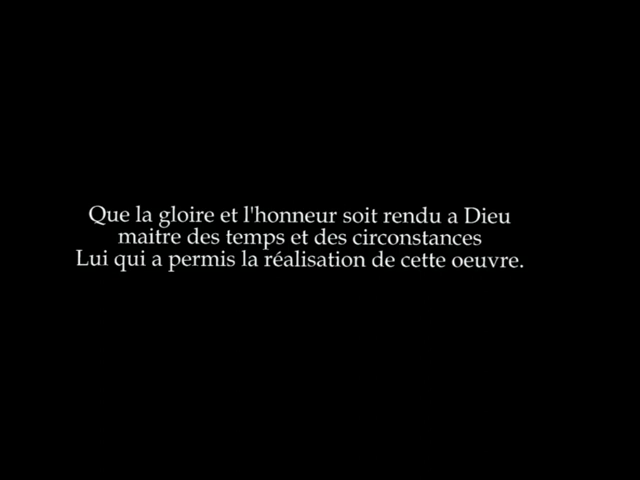 Que la gloire et l'honneur soit rendu a Dieu
maitre des temps et des circonstances
Lui qui a permis la réalisation de cette oeuvre.